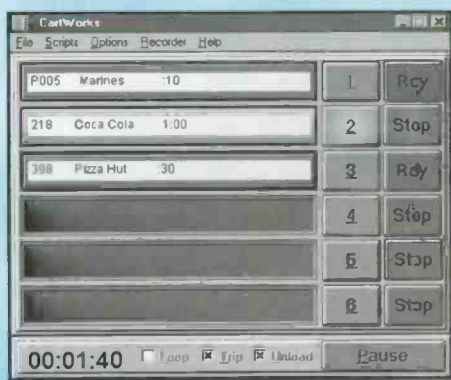 CartWorks
File Scripts Options Recorder Help
P005 Marines :10 1 Rdy
218 Coca Cola 1:00 2 Stop
398 Pizza Hut :30 3 Rdy
4 Stop
5 Stop
6 Stop
00:01:40 Loop Trip Unload Pause